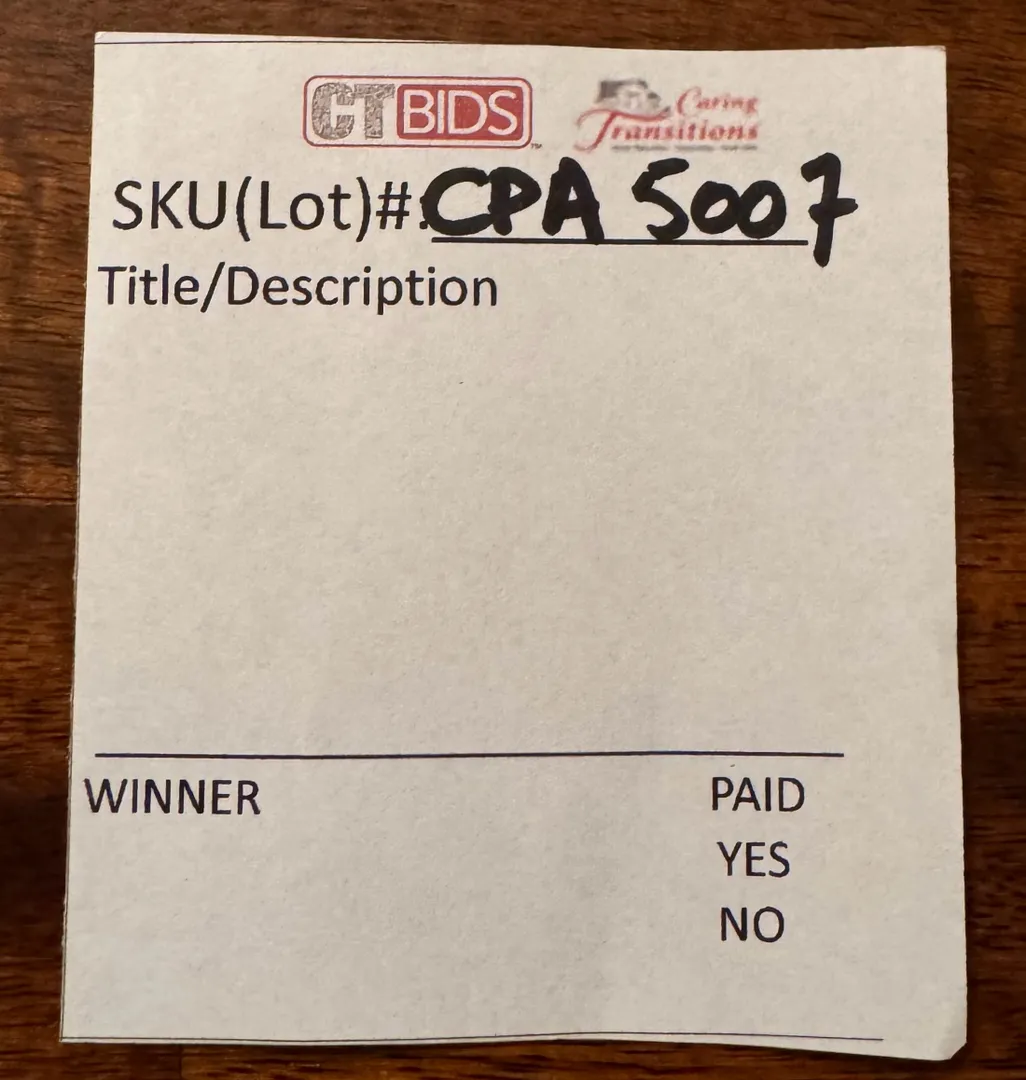 CTBIDS
Caring
Transitions
SKU(Lot)#.CPA 5007
Title/Description
WINNER
PAID
YES
NO